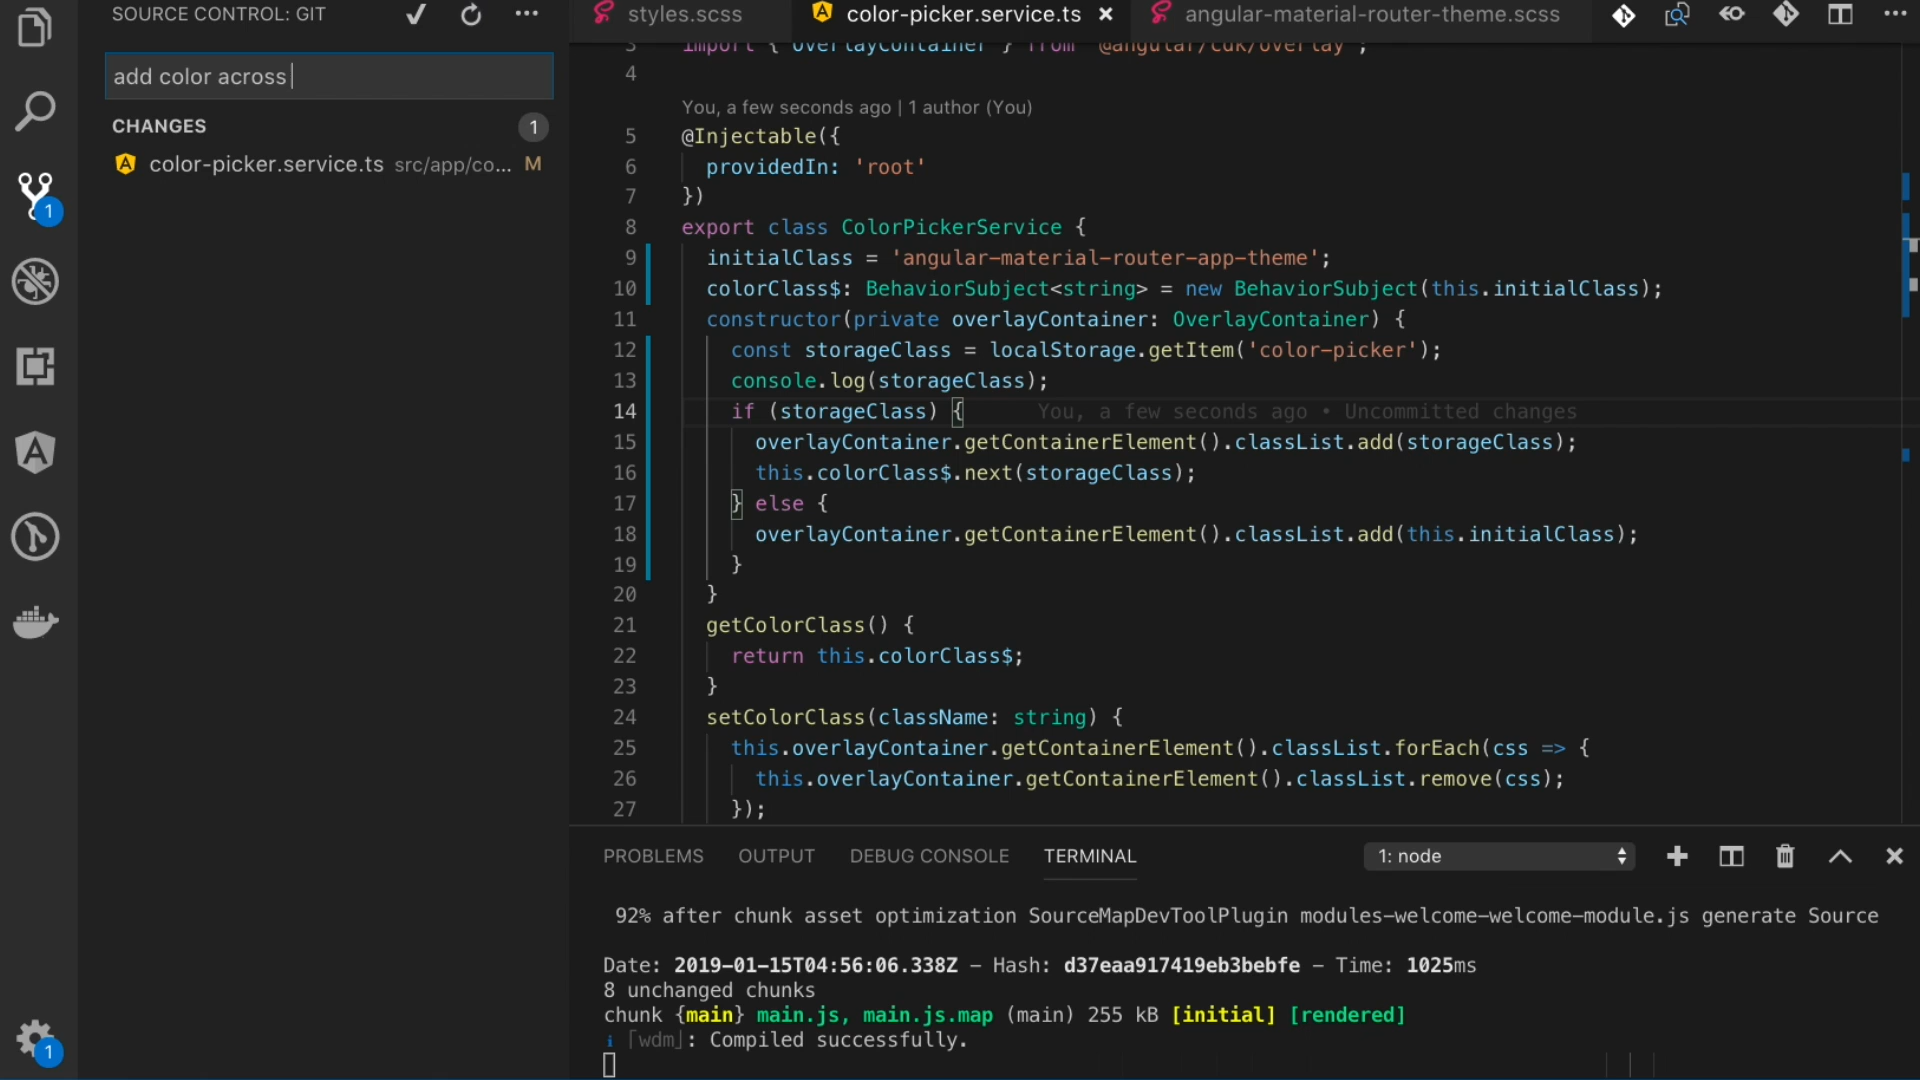 SOURCE CONTROL: GIT
add color across
CHANGES 1
color-picker.service.ts src/app/co... M
1
1
styles.scss
color-picker.service.ts
angular-material-router-theme.scss
3 import { OverlayContainer } from '@angular/cdk/overlay';
4
You, a few seconds ago | 1 author (You)
5 @Injectable({
6 providedIn: 'root'
7 })
8 export class ColorPickerService {
9 initialClass = 'angular-material-router-app-theme';
10 colorClass$: BehaviorSubject<string> = new BehaviorSubject(this.initialClass);
11 constructor(private overlayContainer: OverlayContainer) {
12 const storageClass = localStorage.getItem('color-picker');
13 console.log(storageClass);
14 if (storageClass) { You, a few seconds ago • Uncommitted changes
15 overlayContainer.getContainerElement().classList.add(storageClass);
16 this.colorClass$.next(storageClass);
17 } else {
18 overlayContainer.getContainerElement().classList.add(this.initialClass);
19 }
20 }
21 getColorClass() {
22 return this.colorClass$;
23 }
24 setColorClass(className: string) {
25 this.overlayContainer.getContainerElement().classList.forEach(css => {
26 this.overlayContainer.getContainerElement().classList.remove(css);
27 });
PROBLEMS OUTPUT DEBUG CONSOLE TERMINAL 1: node
92% after chunk asset optimization SourceMapDevToolPlugin modules-welcome-welcome-module.js generate Source
Date: 2019-01-15T04:56:06.338Z - Hash: d37eaa917419eb3bebfe - Time: 1025ms
8 unchanged chunks
chunk {main} main.js, main.js.map (main) 255 kB [initial] [rendered]
i ｢wdm｣: Compiled successfully.